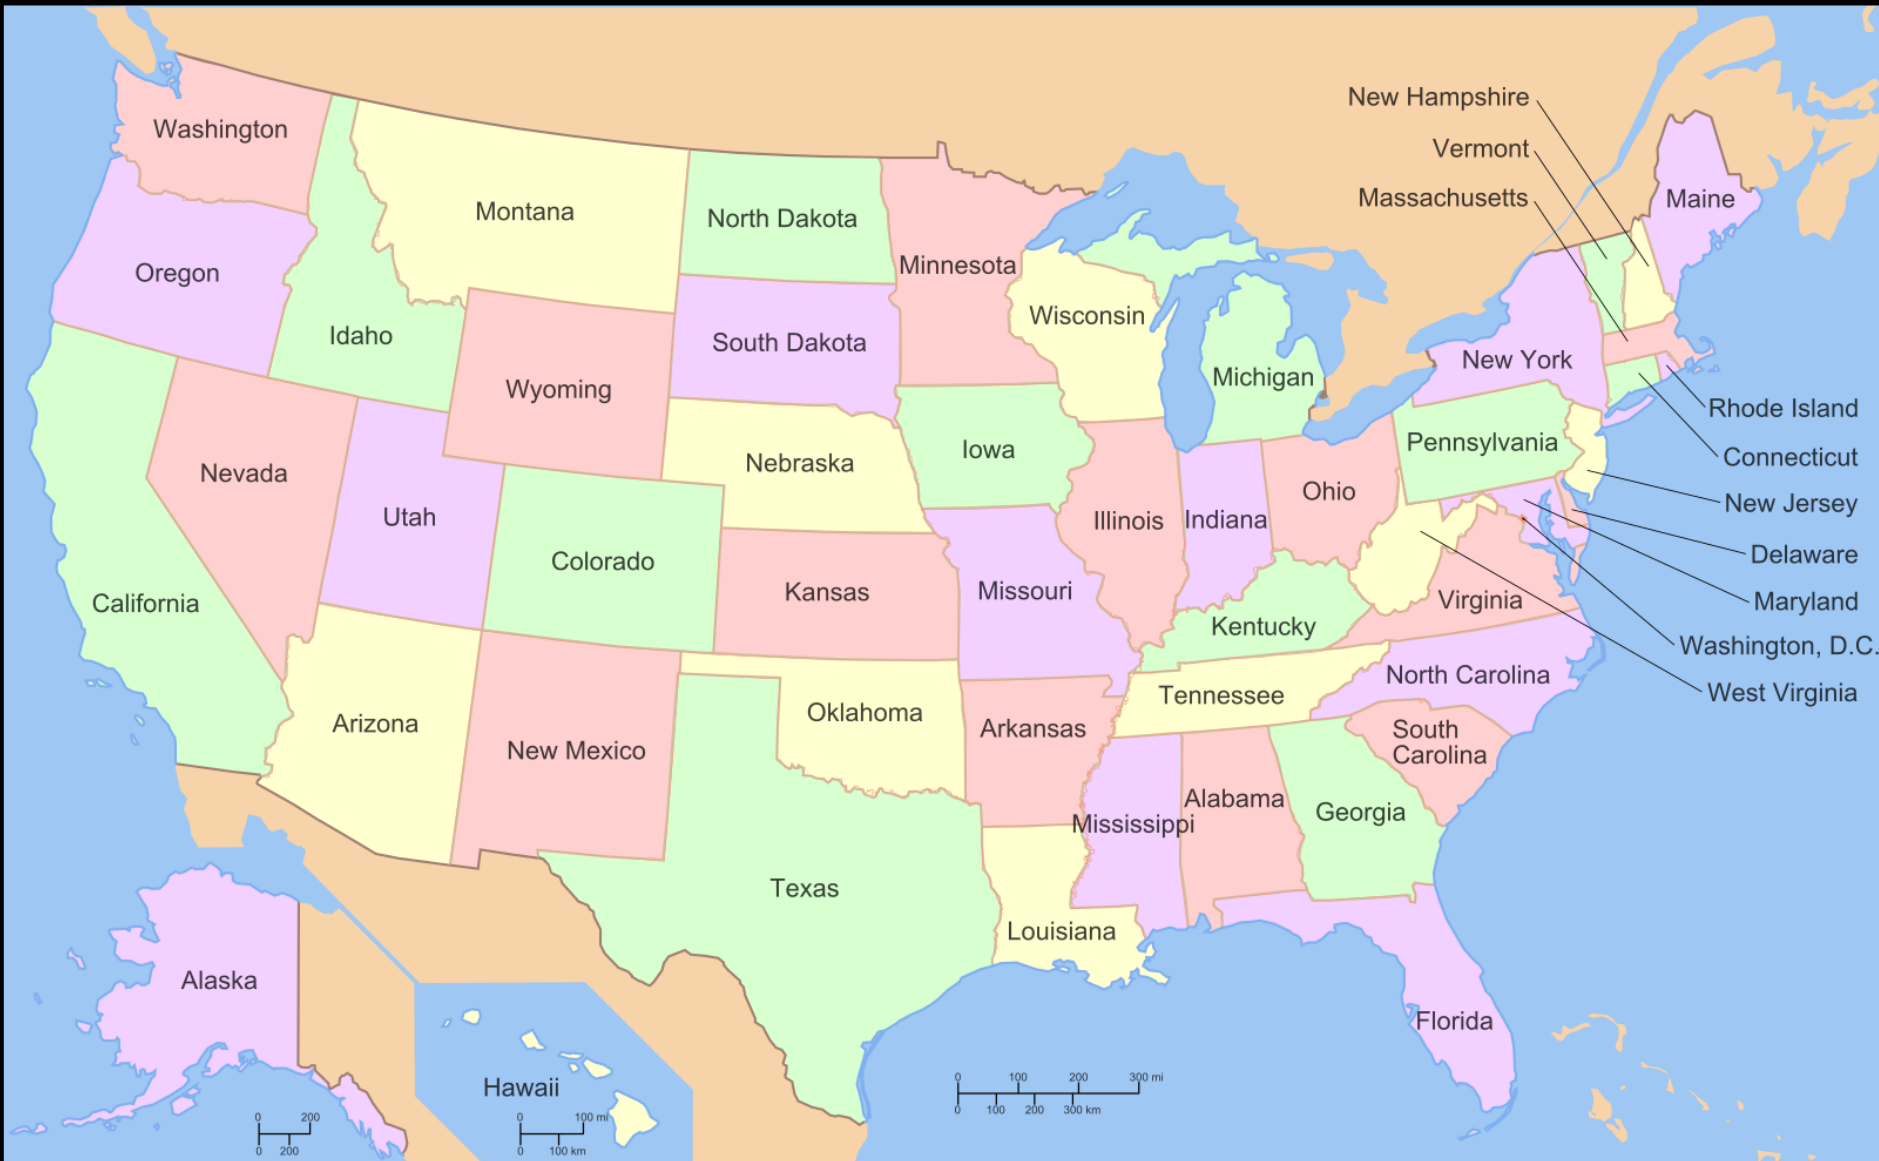 New Hampshire
Vermont
Massachusetts
Washington
Maine
Montana
North Dakota
Minnesota
Oregon
Idaho
Wisconsin
South Dakota
New York
Michigan
Wyoming
Rhode Island
Pennsylvania
Iowa
Connecticut
Nebraska
Nevada
Ohio
New Jersey
Utah
Illinois
Indiana
Delaware
Colorado
Kansas
Missouri
California
Virginia
Maryland
Kentucky
Washington, D.C.
North Carolina
West Virginia
Tennessee
Arizona
Oklahoma
Arkansas
South
Carolina
New Mexico
Alabama
Georgia
Mississippi
Texas
Louisiana
Alaska
Florida
Hawaii
0 100 200 300 mi
0 100 200 300 km
0 200
0 200
0 100 mi
0 100 km